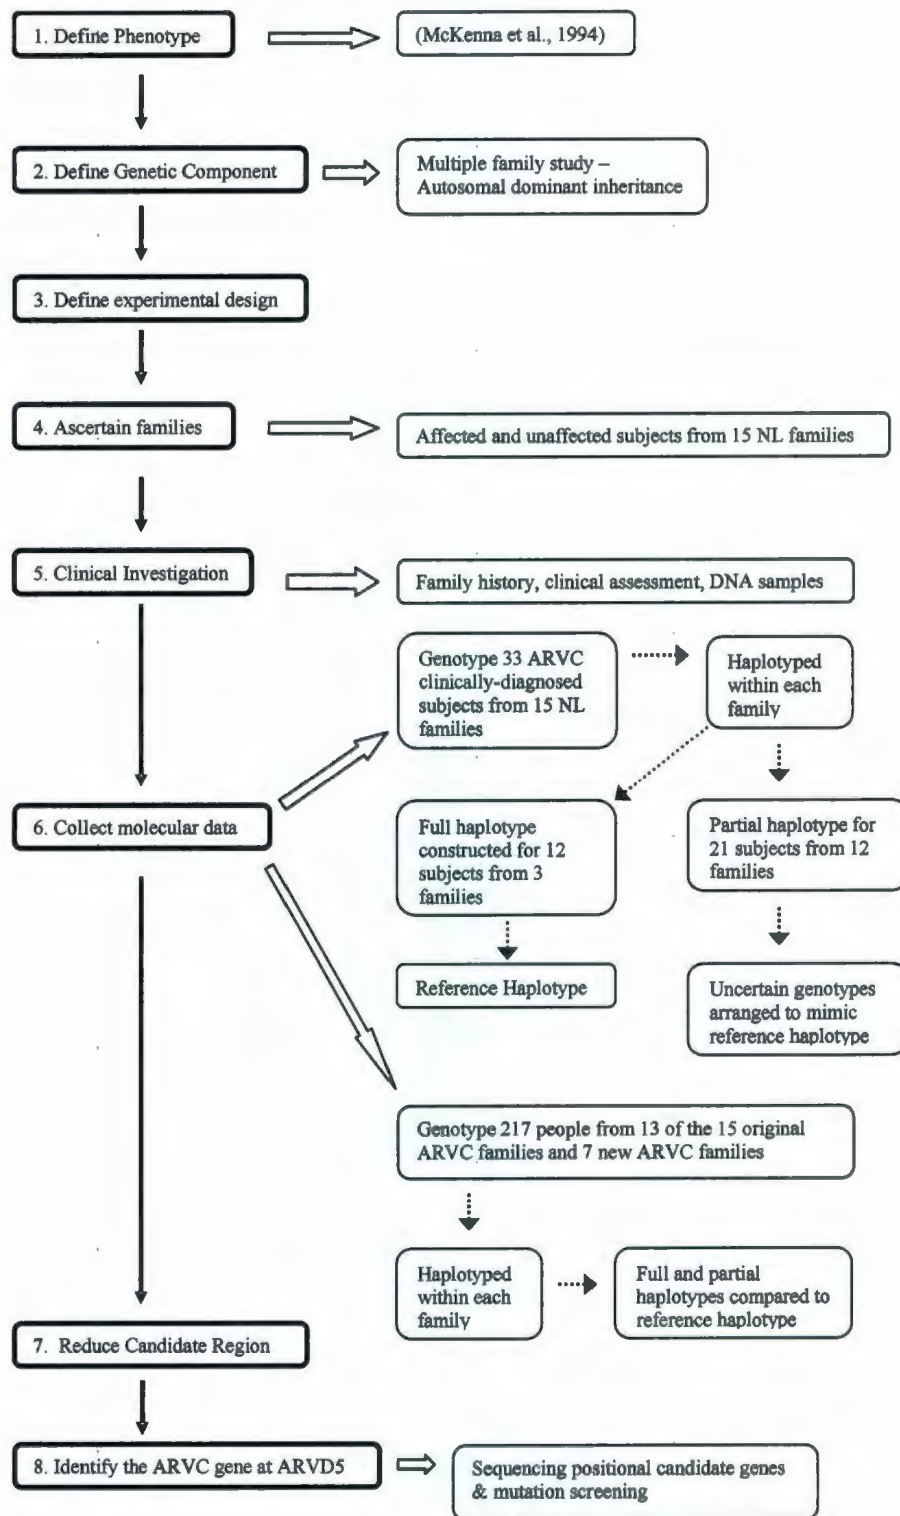 1. Define Phenotype
(McKenna et al., 1994)
2. Define Genetic Component
Multiple family study –
Autosomal dominant inheritance
3. Define experimental design
4. Ascertain families
Affected and unaffected subjects from 15 NL families
5. Clinical Investigation
Family history, clinical assessment, DNA samples
Genotype 33 ARVC
clinically-diagnosed
subjects from 15 NL
families
Haplotyped
within each
family
6. Collect molecular data
Full haplotype
constructed for 12
subjects from 3
families
Partial haplotype for
21 subjects from 12
families
Reference Haplotype
Uncertain genotypes
arranged to mimic
reference haplotype
Genotype 217 people from 13 of the 15 original
ARVC families and 7 new ARVC families
Haplotyped
within each
family
Full and partial
haplotypes compared to
reference haplotype
7. Reduce Candidate Region
8. Identify the ARVC gene at ARVD5
Sequencing positional candidate genes
& mutation screening